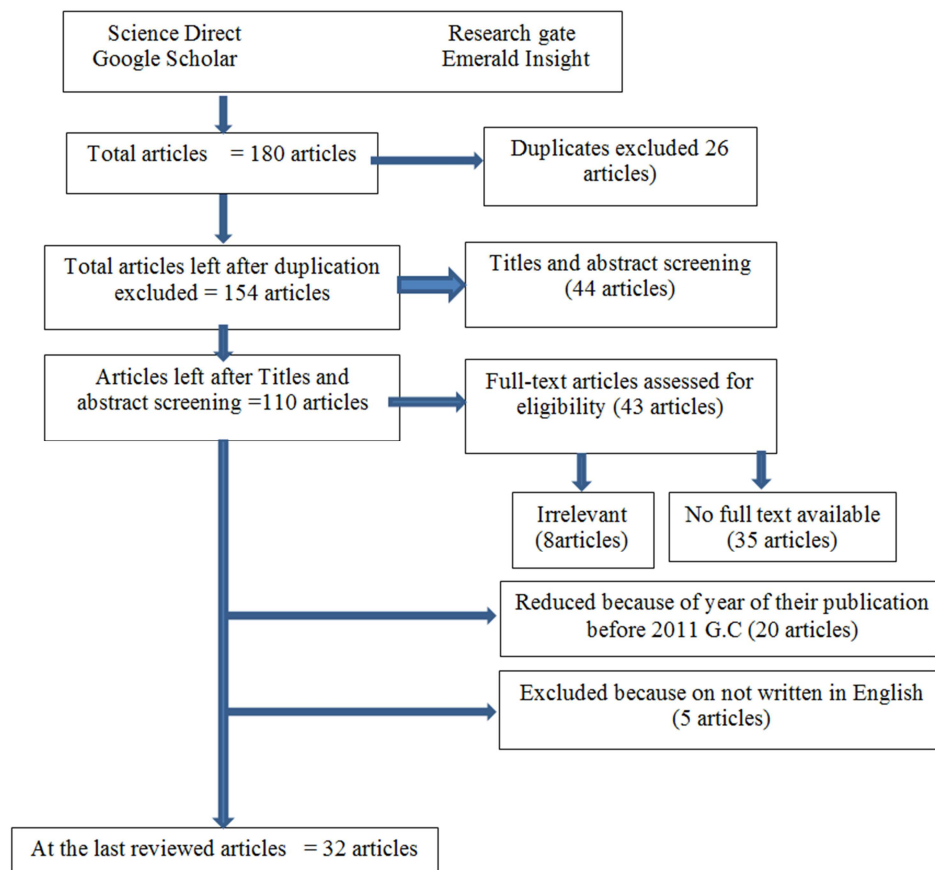 Science Direct Research gate
Google Scholar Emerald Insight
Total articles = 180 articles
Duplicates excluded 26
articles)
Total articles left after duplication
excluded = 154 articles
Titles and abstract screening
(44 articles)
Articles left after Titles and
abstract screening =110 articles
Full-text articles assessed for
eligibility (43 articles)
Irrelevant
(8articles)
No full text available
(35 articles)
Reduced because of year of their publication
before 2011 G.C (20 articles)
Excluded because on not written in English
(5 articles)
At the last reviewed articles = 32 articles